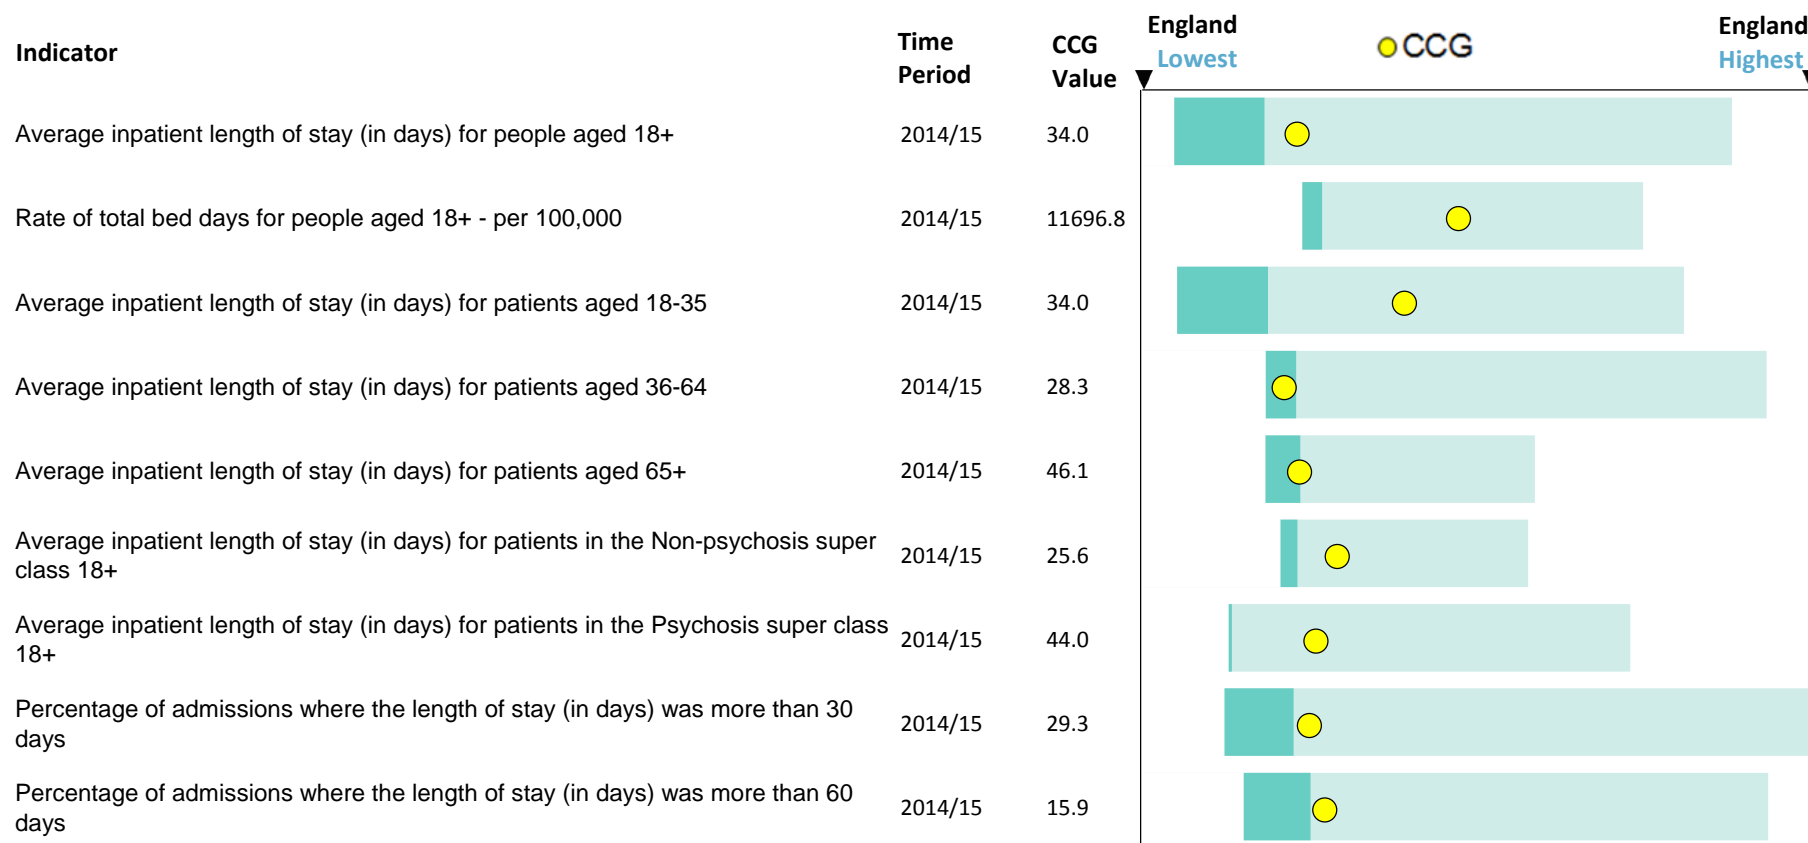 Indicator
Time
Period
CCG
Value
England
Lowest
CCG
England
Highest
Average inpatient length of stay (in days) for people aged 18+ 2014/15 34.0
Rate of total bed days for people aged 18+ - per 100,000 2014/15 11696.8
Average inpatient length of stay (in days) for patients aged 18-35 2014/15 34.0
Average inpatient length of stay (in days) for patients aged 36-64 2014/15 28.3
Average inpatient length of stay (in days) for patients aged 65+ 2014/15 46.1
Average inpatient length of stay (in days) for patients in the Non-psychosis super
class 18+ 2014/15 25.6
Average inpatient length of stay (in days) for patients in the Psychosis super class
18+ 2014/15 44.0
Percentage of admissions where the length of stay (in days) was more than 30
days 2014/15 29.3
Percentage of admissions where the length of stay (in days) was more than 60
days 2014/15 15.9